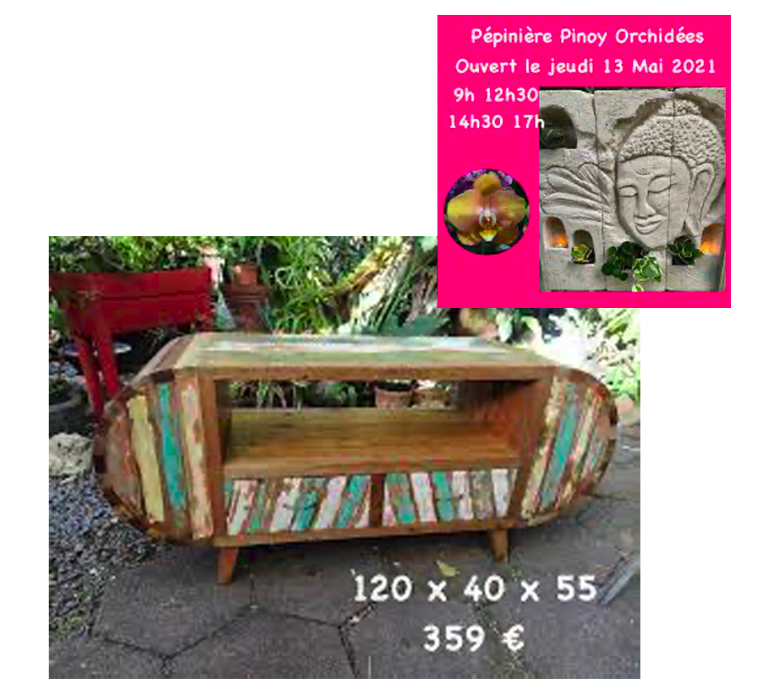 Pépinière Pinoy Orchidées
Ouvert le jeudi 13 Mai 2021
9h 12h30
14h30 17h
120 x 40 x 55
359 €